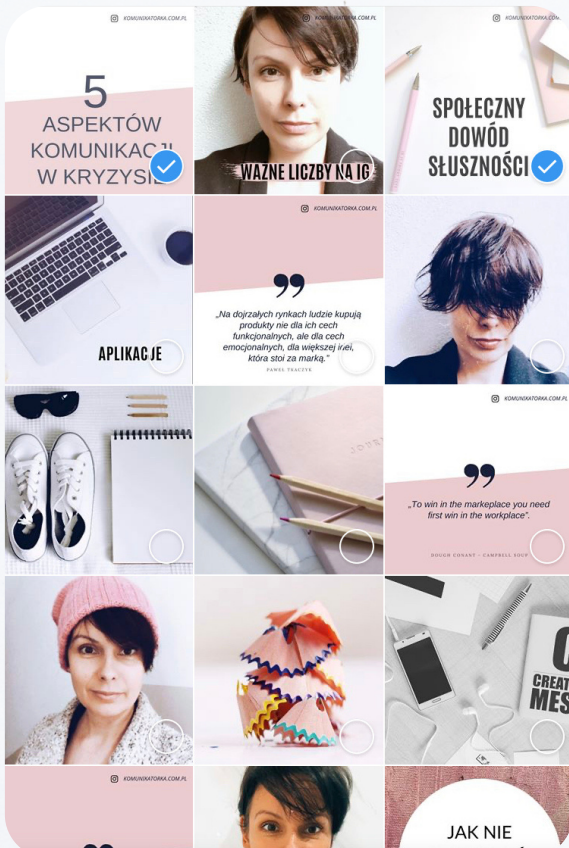 KOMUNIKATORKA.COM.PL
5
ASPEKTÓW
KOMUNIKACJI
W KRYZYSIE
KOMUNIKATORKA.COM.PL
WAŻNE LICZBY NA IG
KOMUNIKATORKA.COM
SPOŁECZNY
DOWÓD
SŁUSZNOŚCI
APLIKACJE
KOMUNIKATORKA.COM.PL
„Na dojrzałych rynkach ludzie kupują
produkty nie dla ich cech
funkcjonalnych, ale dla cech
emocjonalnych, dla większej idei,
która stoi za marką.”
PAWEŁ TKACZYK
KOMUNIKATORKA.COM.PL
„To win in the markeplace you need
first win in the workplace”.
DOUGH CONANT - CAMPBELL SOUP
CREAT
MES
KOMUNIKATORKA.COM.PL
JAK NIE